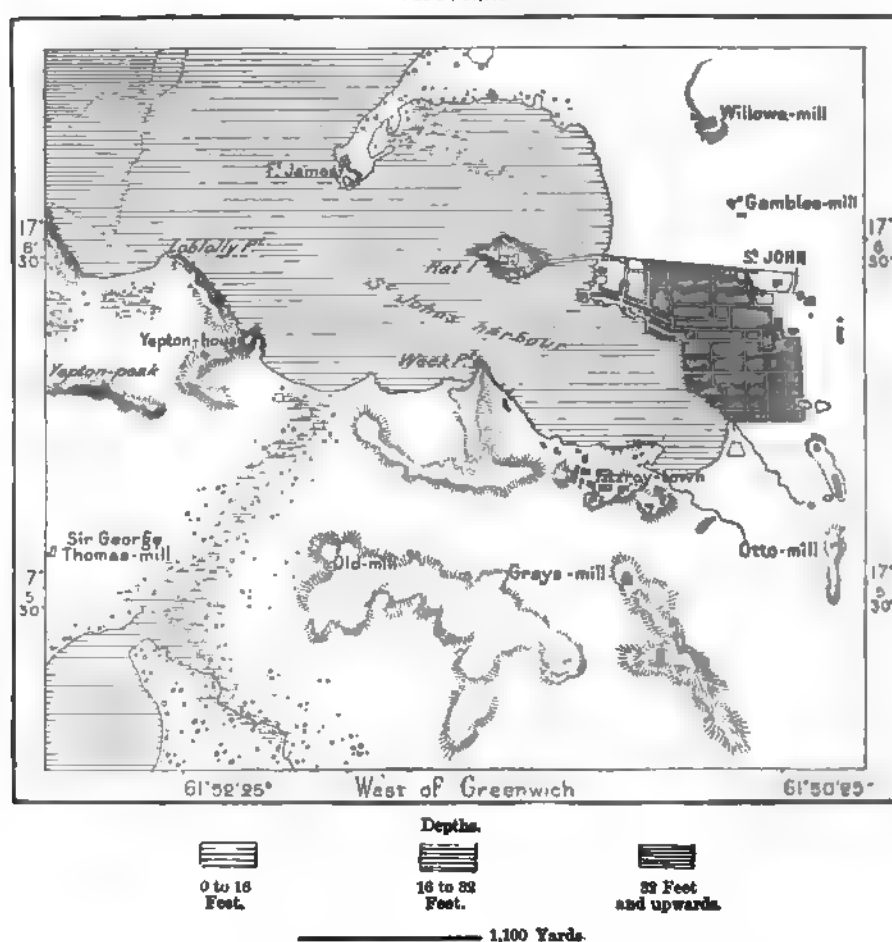 Willows-mill
Ft James
Gambles-mill
17°
6'
30
17°
6'
30
Loblolly Pt
Rat I
St JOHN
St Johns harbour
Yepton-house
Yepton-peak
Wack Pt
Fitzroy-town
Sir George
Thomas-mill
Old-mill
Grays-mill
Otto-mill
7°
5
30'
17°
5
30'
61°52'25"
West of Greenwich
61°50'25"
Depths.
0 to 16
Feet.
16 to 32
Feet.
32 Feet
and upwards.
1,100 Yards